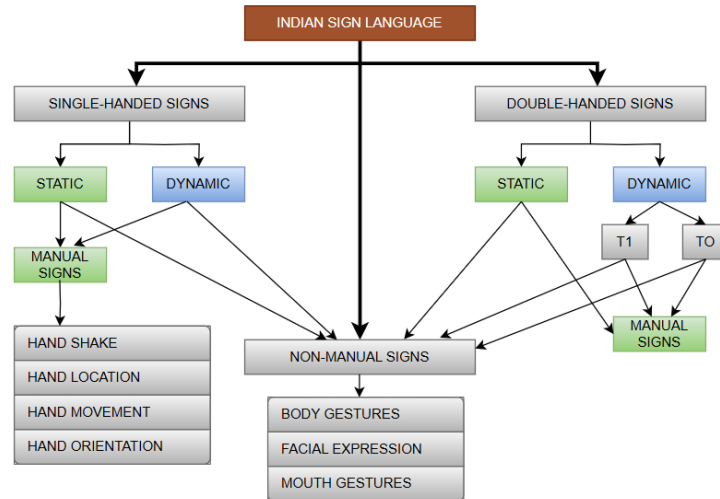 INDIAN SIGN LANGUAGE
SINGLE-HANDED SIGNS
DOUBLE-HANDED SIGNS
STATIC
DYNAMIC
STATIC
DYNAMIC
T1
TO
MANUAL
SIGNS
MANUAL
SIGNS
HAND SHAKE
HAND LOCATION
HAND MOVEMENT
HAND ORIENTATION
NON-MANUAL SIGNS
BODY GESTURES
FACIAL EXPRESSION
MOUTH GESTURES